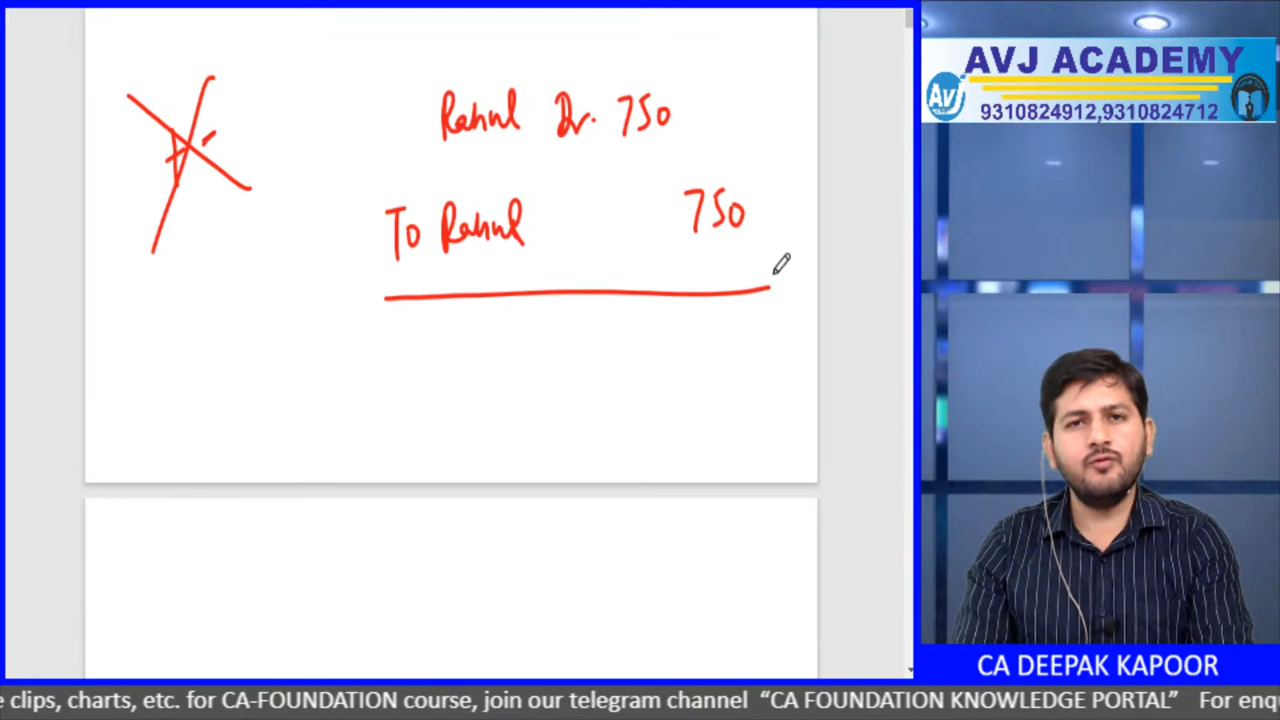 Rahul Dr. 750
To Rahul 750
AVJ ACADEMY
AVJ
9310824912,9310824712
CA DEEPAK KAPOOR
e clips, charts, etc. for CA-FOUNDATION course, join our telegram channel “CA FOUNDATION KNOWLEDGE PORTAL” For enq